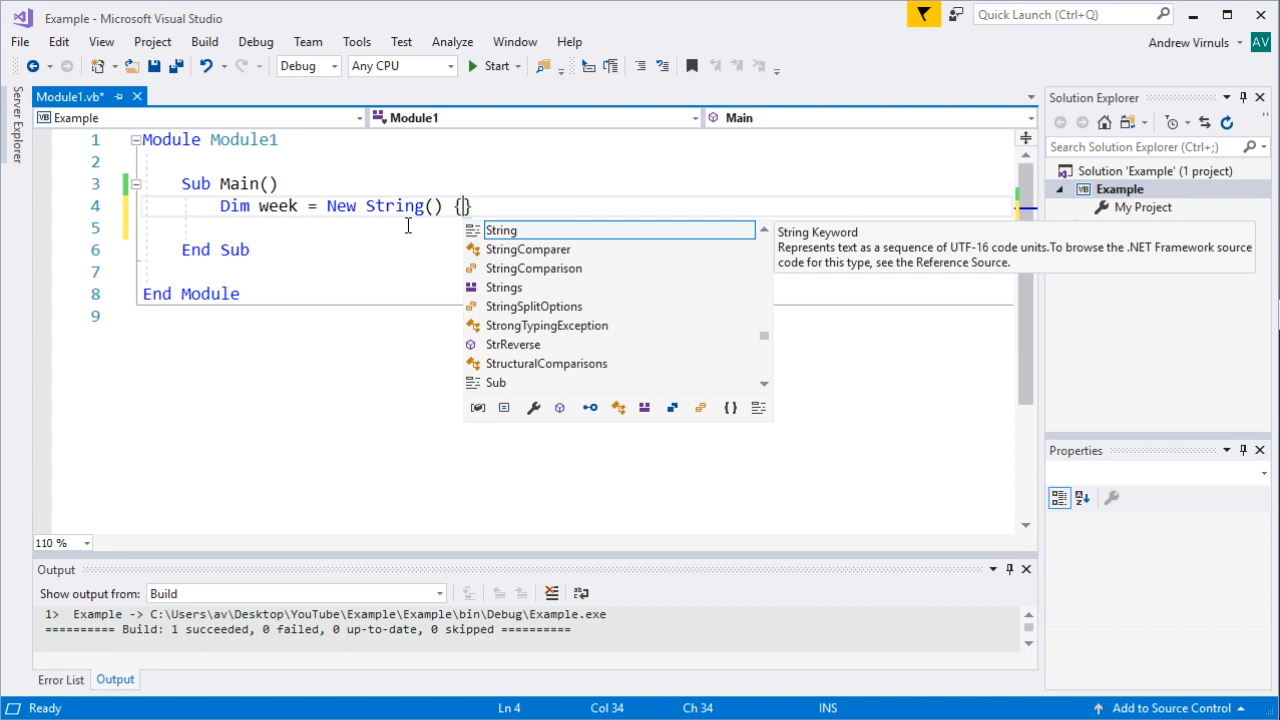 Example - Microsoft Visual Studio
Quick Launch (Ctrl+Q)
File Edit View Project Build Debug Team Tools Test Analyze Window Help
Andrew Virnuls AV
Debug Any CPU Start
Server Explorer
Module1.vb*
Example Module1 Main
1 Module Module1
2
3 Sub Main()
4 Dim week = New String() {}
5
6 End Sub
7
8 End Module
9
String
StringComparer
StringComparison
Strings
StringSplitOptions
StrongTypingException
StrReverse
StructuralComparisons
Sub
String Keyword
Represents text as a sequence of UTF-16 code units.To browse the .NET Framework source
code for this type, see the Reference Source.
110 %
Solution Explorer
Search Solution Explorer (Ctrl+;)
Solution 'Example' (1 project)
Example
My Project
Properties
Output
Show output from: Build
1> Example -> C:\Users\av\Desktop\YouTube\Example\Example\bin\Debug\Example.exe
========== Build: 1 succeeded, 0 failed, 0 up-to-date, 0 skipped ==========
Error List Output
Ready Ln 4 Col 34 Ch 34 INS Add to Source Control